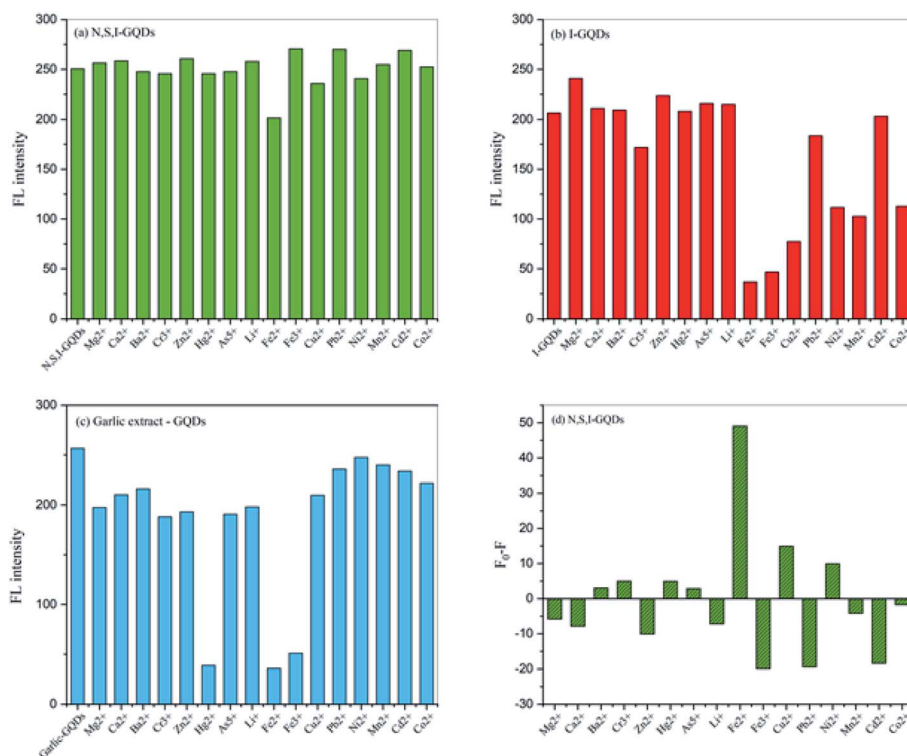 (a) N,S,I-GQDs
300
250
200
150
100
50
0
FL intensity
N,S,I-GQDs Mg2+ Ca2+ Ba2+ Cr3+ Zn2+ Hg2+ As5+ Li+ Fe2+ Fe3+ Cu2+ Pb2+ Ni2+ Mn2+ Cd2+ Co2+
(b) I-GQDs
300
250
200
150
100
50
0
FL intensity
I-GQDs Mg2+ Ca2+ Ba2+ Cr3+ Zn2+ Hg2+ As5+ Li+ Fe2+ Fe3+ Cu2+ Pb2+ Ni2+ Mn2+ Cd2+ Co2+
(c) Garlic extract - GQDs
300
200
100
0
FL intensity
Garlic-GQDs Mg2+ Ca2+ Ba2+ Cr3+ Zn2+ Hg2+ As5+ Li+ Fe2+ Fe3+ Cu2+ Pb2+ Ni2+ Mn2+ Cd2+ Co2+
(d) N,S,I-GQDs
50
40
30
20
10
0
-10
-20
-30
F0-F
Mg2+ Ca2+ Ba2+ Cr3+ Zn2+ Hg2+ As5+ Li+ Fe2+ Fe3+ Cu2+ Pb2+ Ni2+ Mn2+ Cd2+ Co2+